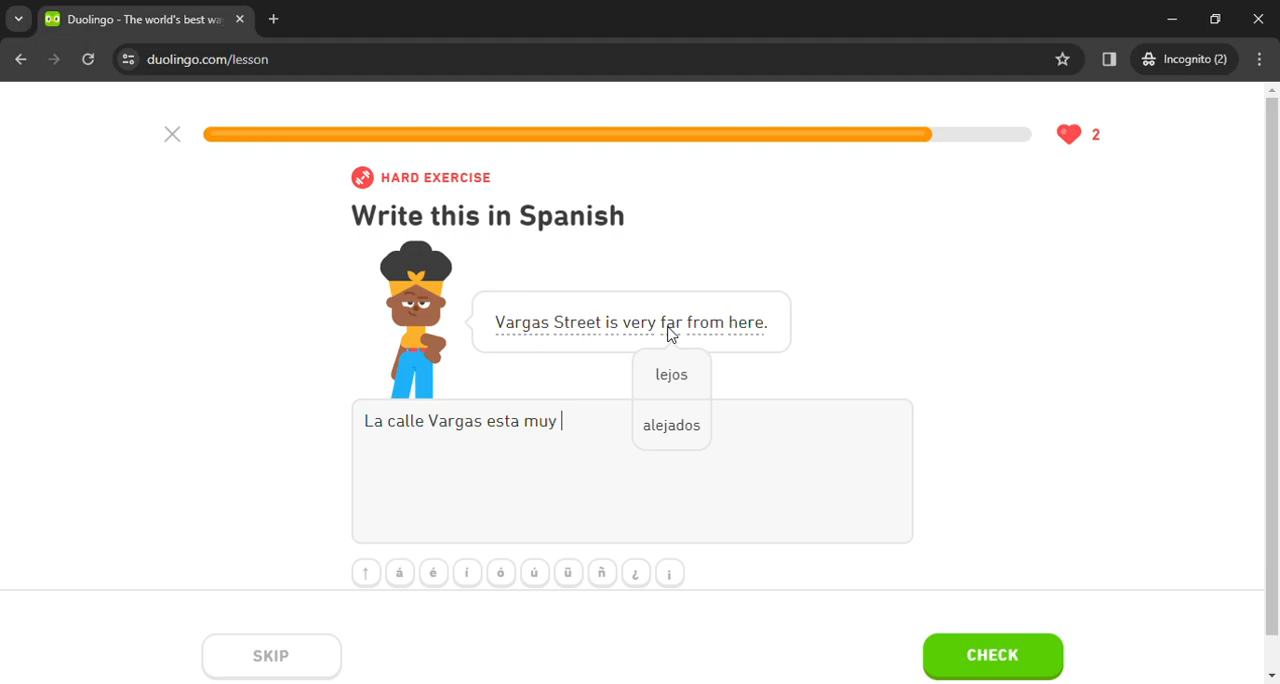 Duolingo - The world's best wa
duolingo.com/lesson
Incognito (2)
2
HARD EXERCISE
Write this in Spanish
Vargas Street is very far from here.
lejos
alejados
La calle Vargas esta muy
↑ á é í ó ú ü ñ ¿ ¡
SKIP
CHECK